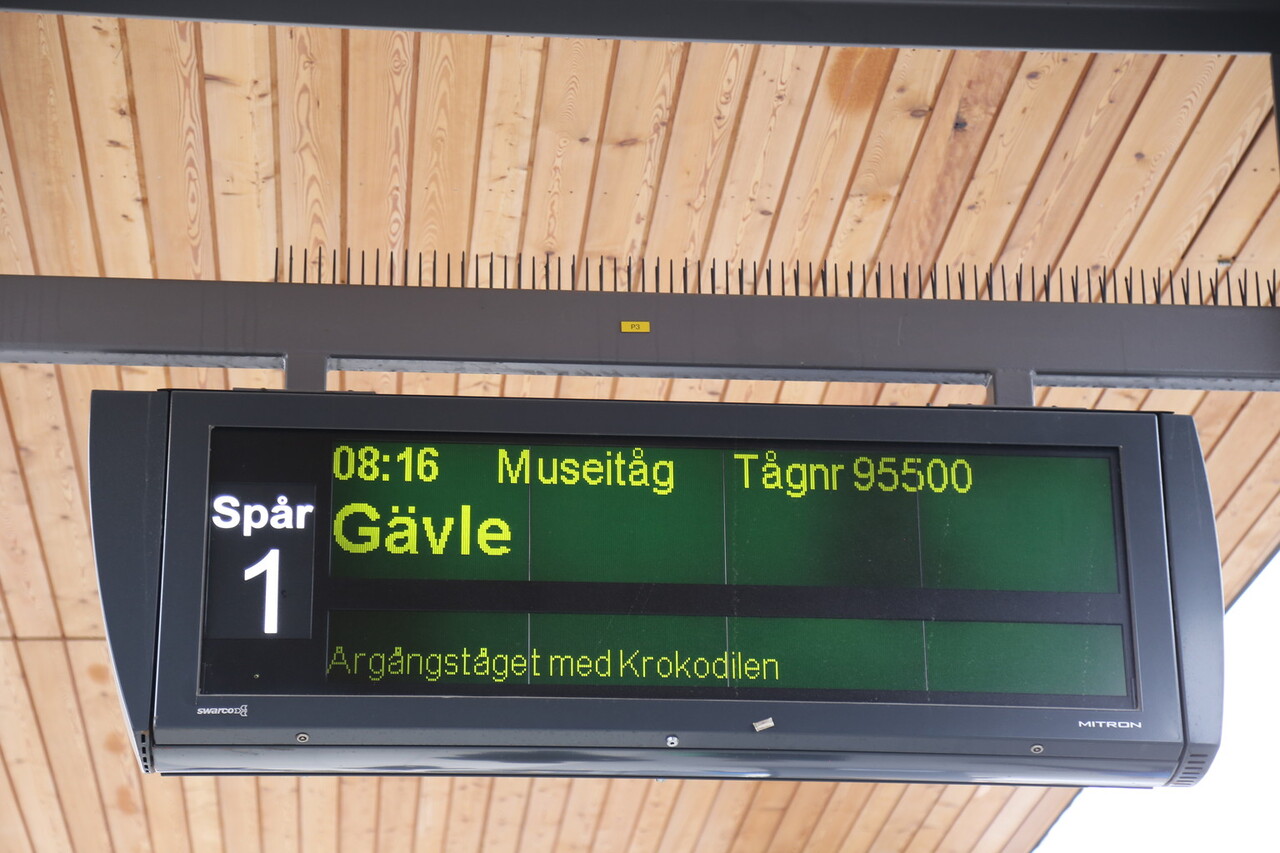 P3
08:16 Museitåg Tågnr 95500
Spår
1
Gävle
Årgångståget med Krokodilen
swarco
MITRON